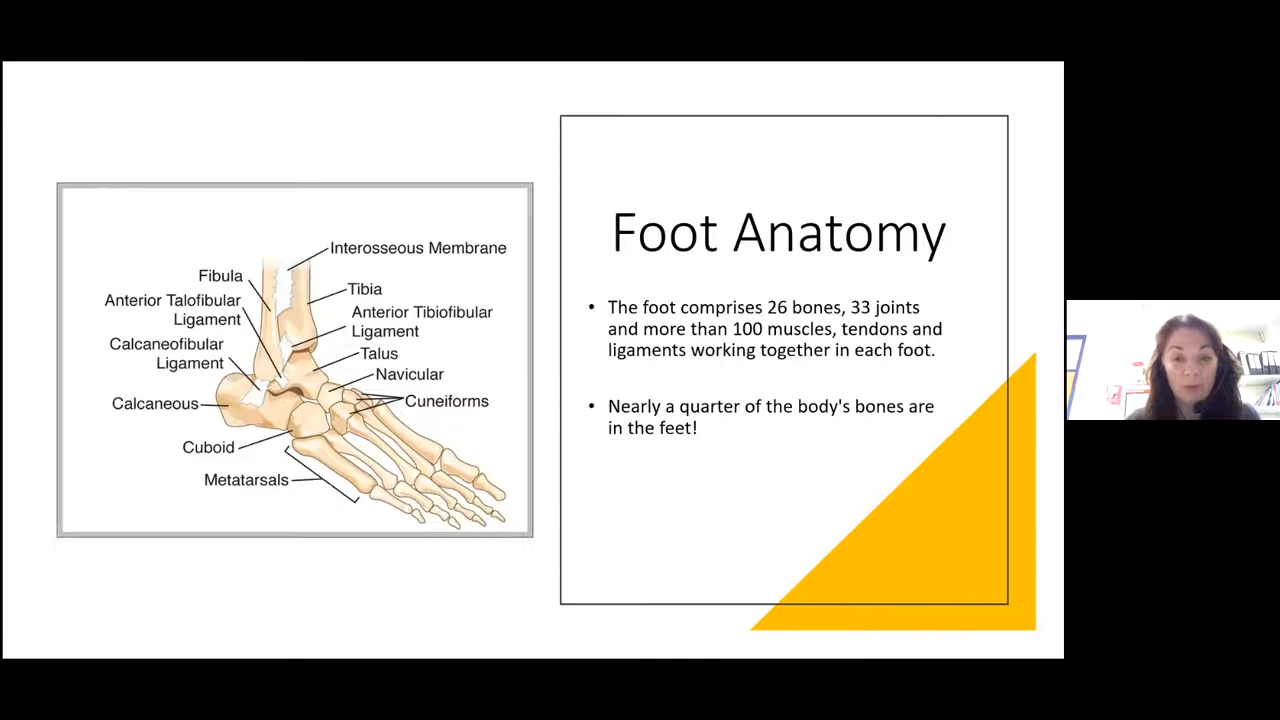 Interosseous Membrane
Fibula
Tibia
Anterior Talofibular
Ligament
Anterior Tibiofibular
Ligament
Calcaneofibular
Ligament
Talus
Navicular
Calcaneous
Cuneiforms
Cuboid
Metatarsals
Foot Anatomy
• The foot comprises 26 bones, 33 joints
and more than 100 muscles, tendons and
ligaments working together in each foot.
• Nearly a quarter of the body's bones are
in the feet!